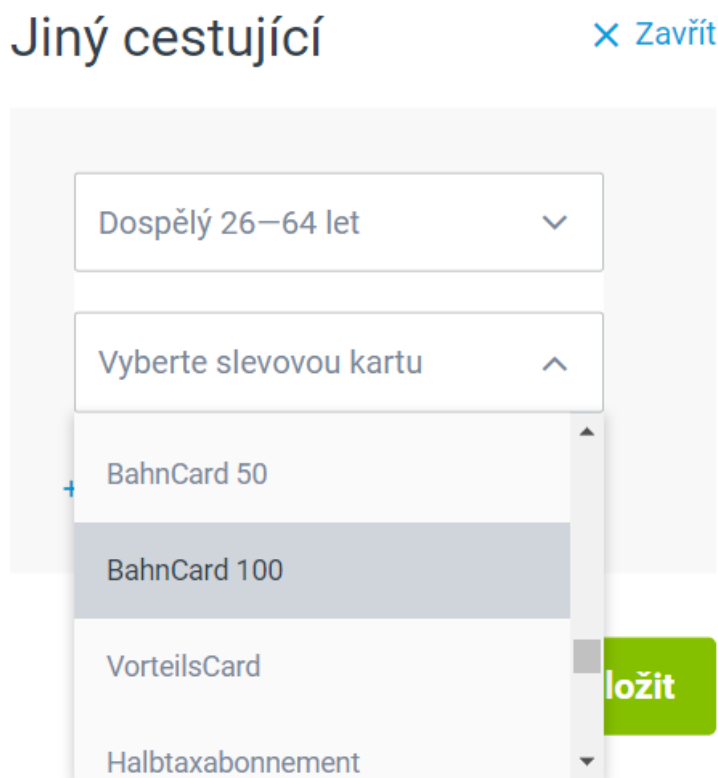 Jiný cestující
Zavřít
Dospělý 26—64 let
Vyberte slevovou kartu
BahnCard 50
+
BahnCard 100
VorteilsCard
ložit
Halbtaxabonnement